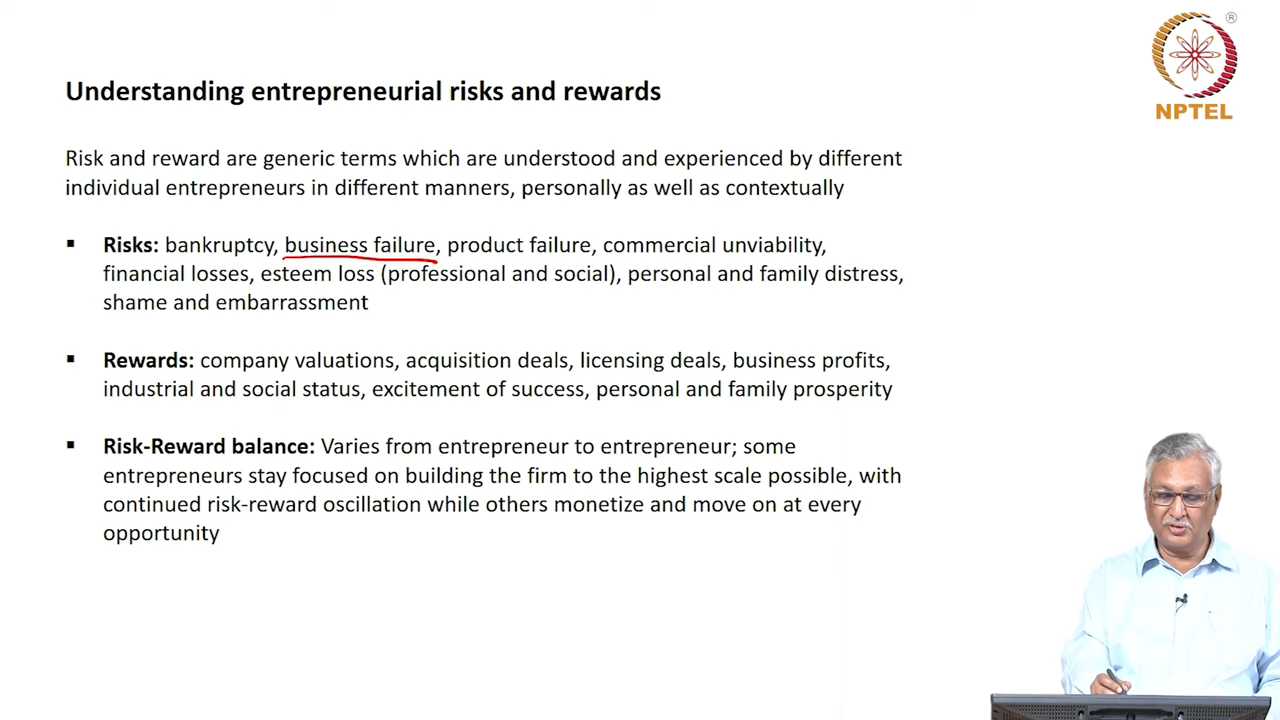 ®
NPTEL
Understanding entrepreneurial risks and rewards
Risk and reward are generic terms which are understood and experienced by different
individual entrepreneurs in different manners, personally as well as contextually
▪ Risks: bankruptcy, business failure, product failure, commercial unviability,
financial losses, esteem loss (professional and social), personal and family distress,
shame and embarrassment
▪ Rewards: company valuations, acquisition deals, licensing deals, business profits,
industrial and social status, excitement of success, personal and family prosperity
▪ Risk-Reward balance: Varies from entrepreneur to entrepreneur; some
entrepreneurs stay focused on building the firm to the highest scale possible, with
continued risk-reward oscillation while others monetize and move on at every
opportunity